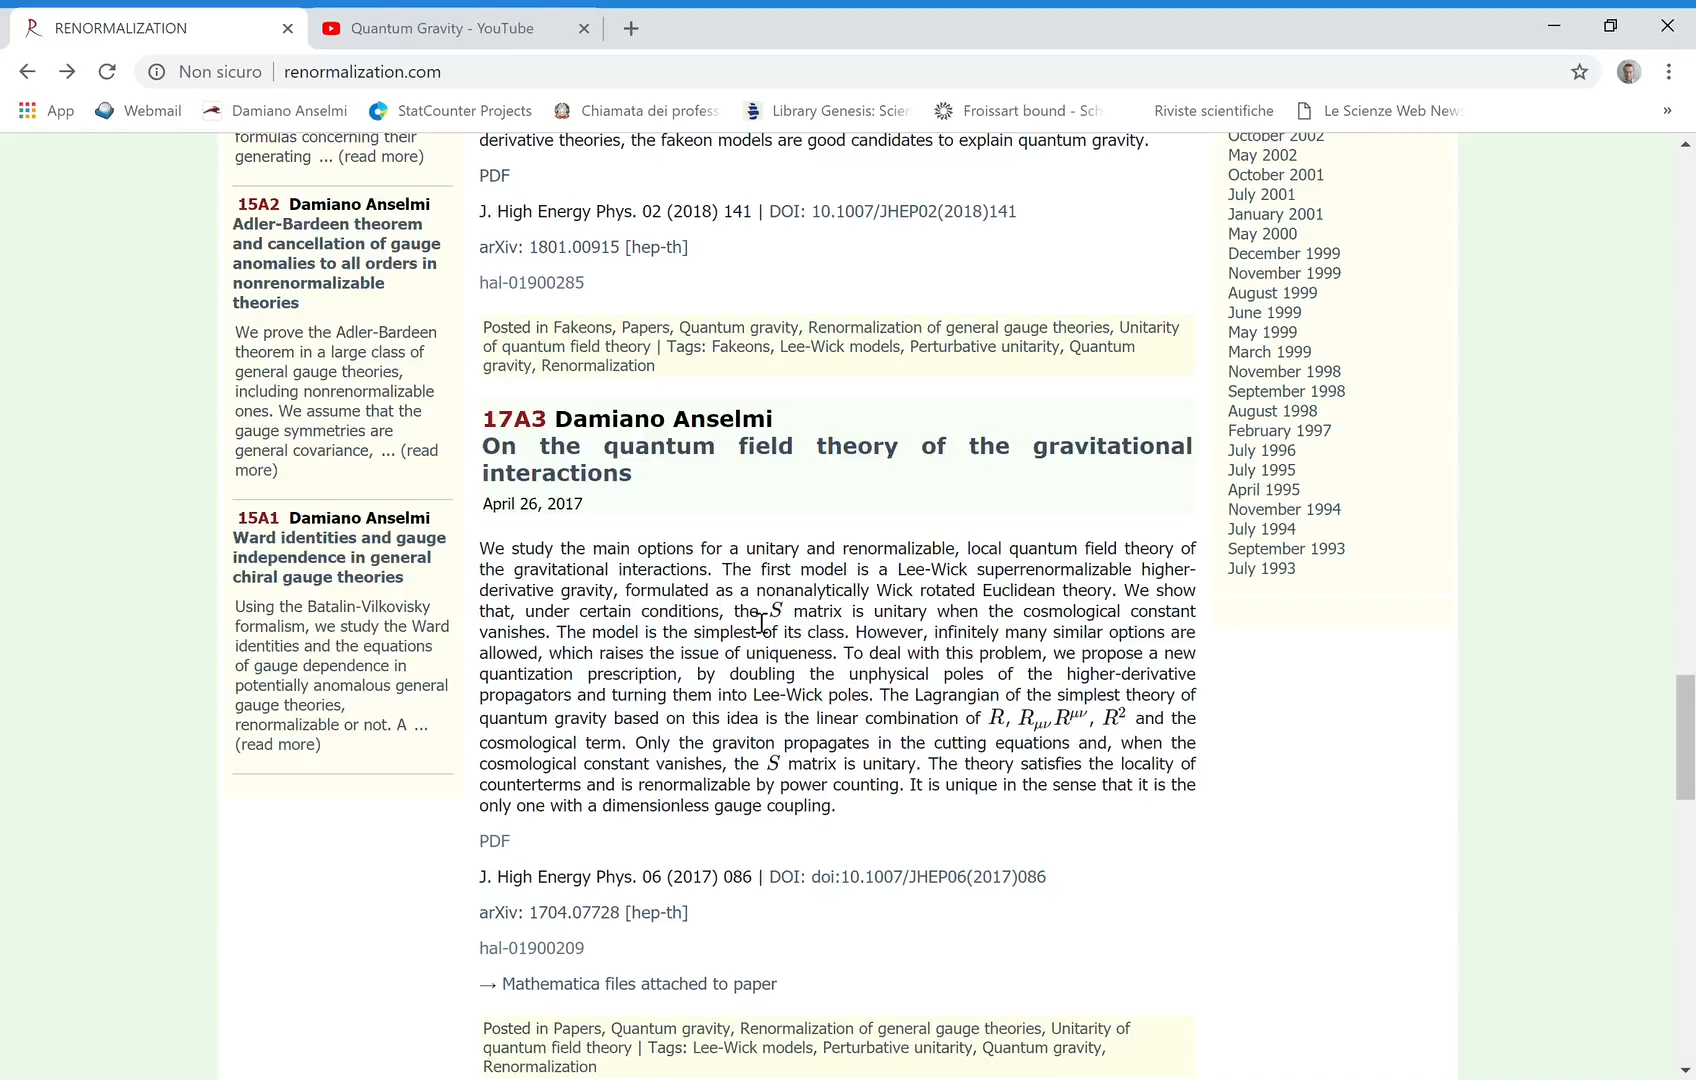 RENORMALIZATION
Quantum Gravity - YouTube
Non sicuro
renormalization.com
App
Webmail
Damiano Anselmi
StatCounter Projects
Chiamata dei profess
Library Genesis: Scien
Froissart bound - Sch
Riviste scientifiche
Le Scienze Web News
»
formulas concerning their
generating ... (read more)
15A2 Damiano Anselmi
Adler-Bardeen theorem
and cancellation of gauge
anomalies to all orders in
nonrenormalizable
theories
We prove the Adler-Bardeen
theorem in a large class of
general gauge theories,
including nonrenormalizable
ones. We assume that the
gauge symmetries are
general covariance, ... (read
more)
15A1 Damiano Anselmi
Ward identities and gauge
independence in general
chiral gauge theories
Using the Batalin-Vilkovisky
formalism, we study the Ward
identities and the equations
of gauge dependence in
potentially anomalous general
gauge theories,
renormalizable or not. A ...
(read more)
derivative theories, the fakeon models are good candidates to explain quantum gravity.
PDF
J. High Energy Phys. 02 (2018) 141 | DOI: 10.1007/JHEP02(2018)141
arXiv: 1801.00915 [hep-th]
hal-01900285
Posted in Fakeons, Papers, Quantum gravity, Renormalization of general gauge theories, Unitarity
of quantum field theory | Tags: Fakeons, Lee-Wick models, Perturbative unitarity, Quantum
gravity, Renormalization
17A3 Damiano Anselmi
On the quantum field theory of the gravitational
interactions
April 26, 2017
We study the main options for a unitary and renormalizable, local quantum field theory of
the gravitational interactions. The first model is a Lee-Wick superrenormalizable higher-
derivative gravity, formulated as a nonanalytically Wick rotated Euclidean theory. We show
that, under certain conditions, the S matrix is unitary when the cosmological constant
vanishes. The model is the simplest of its class. However, infinitely many similar options are
allowed, which raises the issue of uniqueness. To deal with this problem, we propose a new
quantization prescription, by doubling the unphysical poles of the higher-derivative
propagators and turning them into Lee-Wick poles. The Lagrangian of the simplest theory of
quantum gravity based on this idea is the linear combination of R, RμνR^μν, R² and the
cosmological term. Only the graviton propagates in the cutting equations and, when the
cosmological constant vanishes, the S matrix is unitary. The theory satisfies the locality of
counterterms and is renormalizable by power counting. It is unique in the sense that it is the
only one with a dimensionless gauge coupling.
PDF
J. High Energy Phys. 06 (2017) 086 | DOI: doi:10.1007/JHEP06(2017)086
arXiv: 1704.07728 [hep-th]
hal-01900209
→ Mathematica files attached to paper
Posted in Papers, Quantum gravity, Renormalization of general gauge theories, Unitarity of
quantum field theory | Tags: Lee-Wick models, Perturbative unitarity, Quantum gravity,
Renormalization
October 2002
May 2002
October 2001
July 2001
January 2001
May 2000
December 1999
November 1999
August 1999
June 1999
May 1999
March 1999
November 1998
September 1998
August 1998
February 1997
July 1996
July 1995
April 1995
November 1994
July 1994
September 1993
July 1993